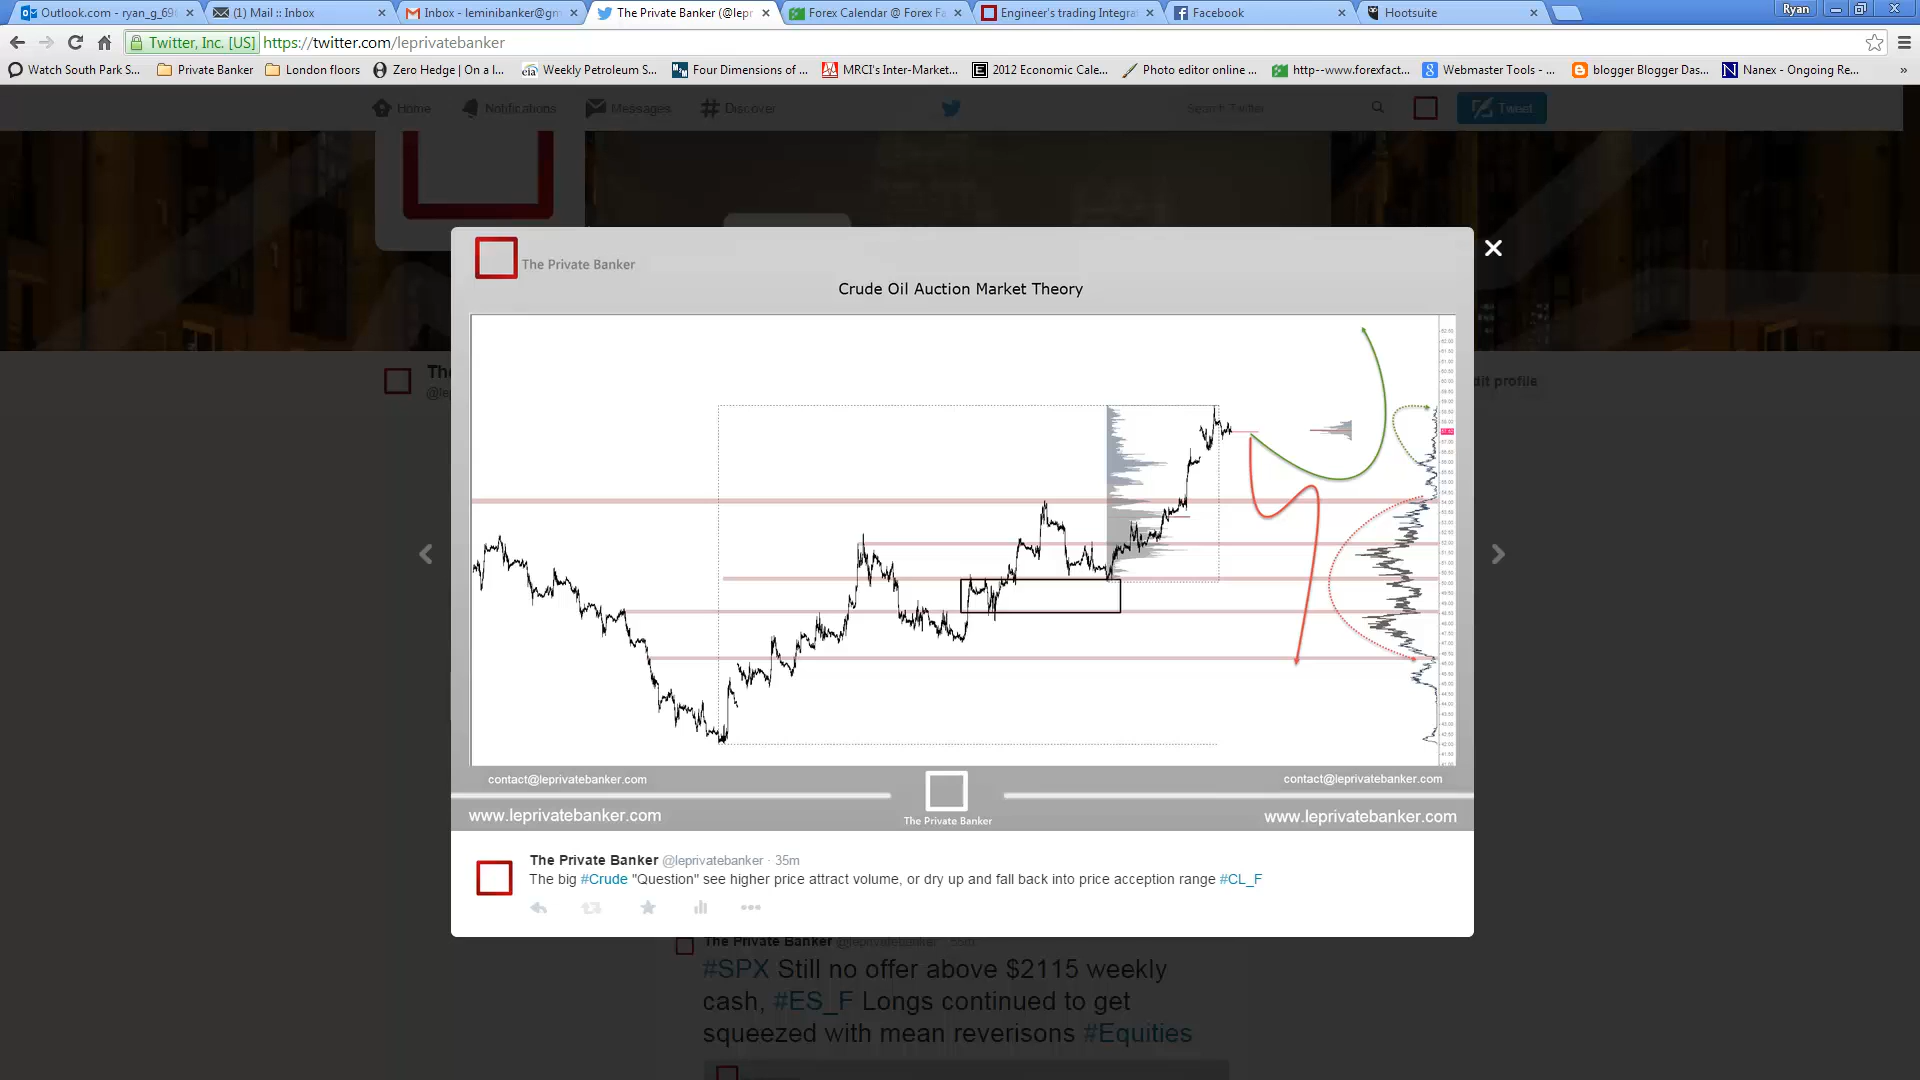 Outlook.com - ryan_g_69
(1) Mail :: Inbox
Inbox - leminibanker@gm
The Private Banker (@lepr
Forex Calendar @ Forex Fa
Engineer's trading Integrat
Facebook
Hootsuite
Ryan
Twitter, Inc. [US] https://twitter.com/leprivatebanker
Watch South Park S... Private Banker London floors Zero Hedge | On a l... Weekly Petroleum S... Four Dimensions of ... MRCI's Inter-Market... 2012 Economic Cale... Photo editor online ... http--www.forexfact... Webmaster Tools - ... blogger Blogger Das... Nanex - Ongoing Re... »
Home Notifications Messages Discover Search Twitter Tweet
The Private Banker
Crude Oil Auction Market Theory
contact@leprivatebanker.com contact@leprivatebanker.com
www.leprivatebanker.com The Private Banker www.leprivatebanker.com
The Private Banker @leprivatebanker · 35m
The big #Crude "Question" see higher price attract volume, or dry up and fall back into price acception range #CL_F
The Private Banker @leprivatebanker
#SPX Still no offer above $2115 weekly
cash, #ES_F Longs continued to get
squeezed with mean reverisons #Equities